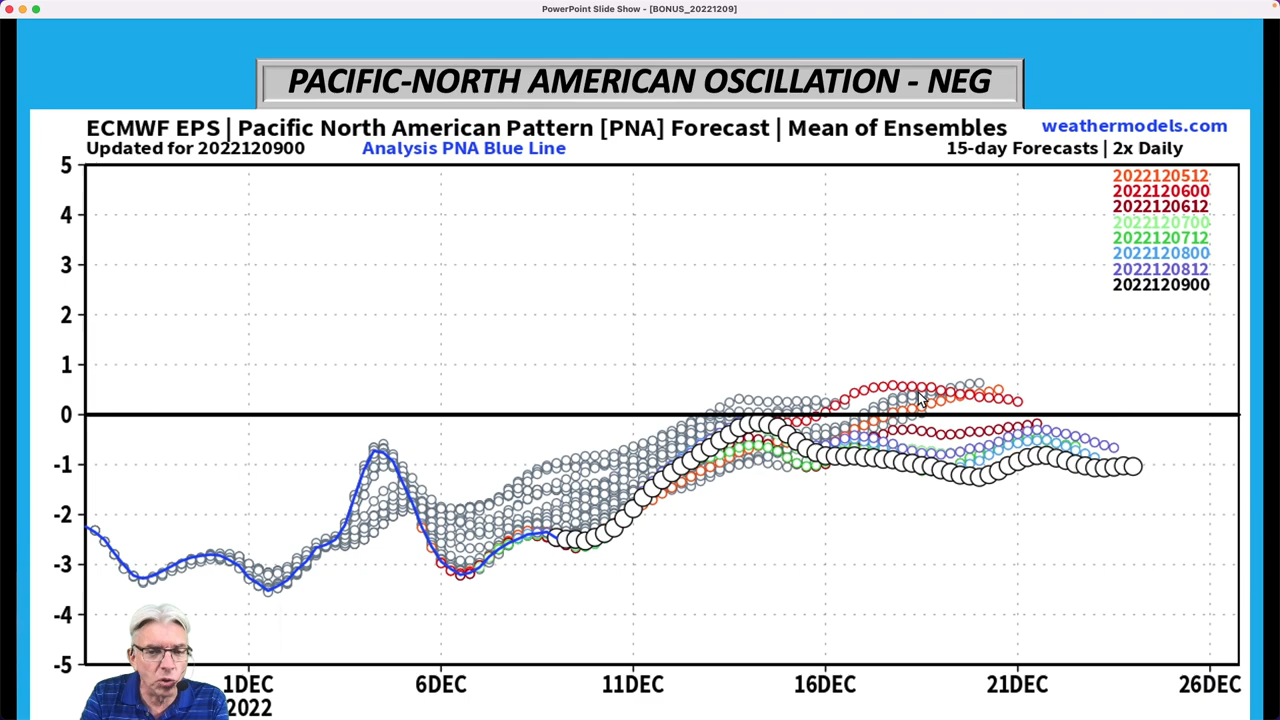 PowerPoint Slide Show - [BONUS_20221209]
PACIFIC-NORTH AMERICAN OSCILLATION - NEG
ECMWF EPS | Pacific North American Pattern [PNA] Forecast | Mean of Ensembles
weathermodels.com
Updated for 2022120900
Analysis PNA Blue Line
15-day Forecasts | 2x Daily
2022120512
2022120600
2022120612
2022120700
2022120712
2022120800
2022120812
2022120900
5
4
3
2
1
0
-1
-2
-3
-4
-5
1DEC
6DEC
11DEC
16DEC
21DEC
26DEC
2022